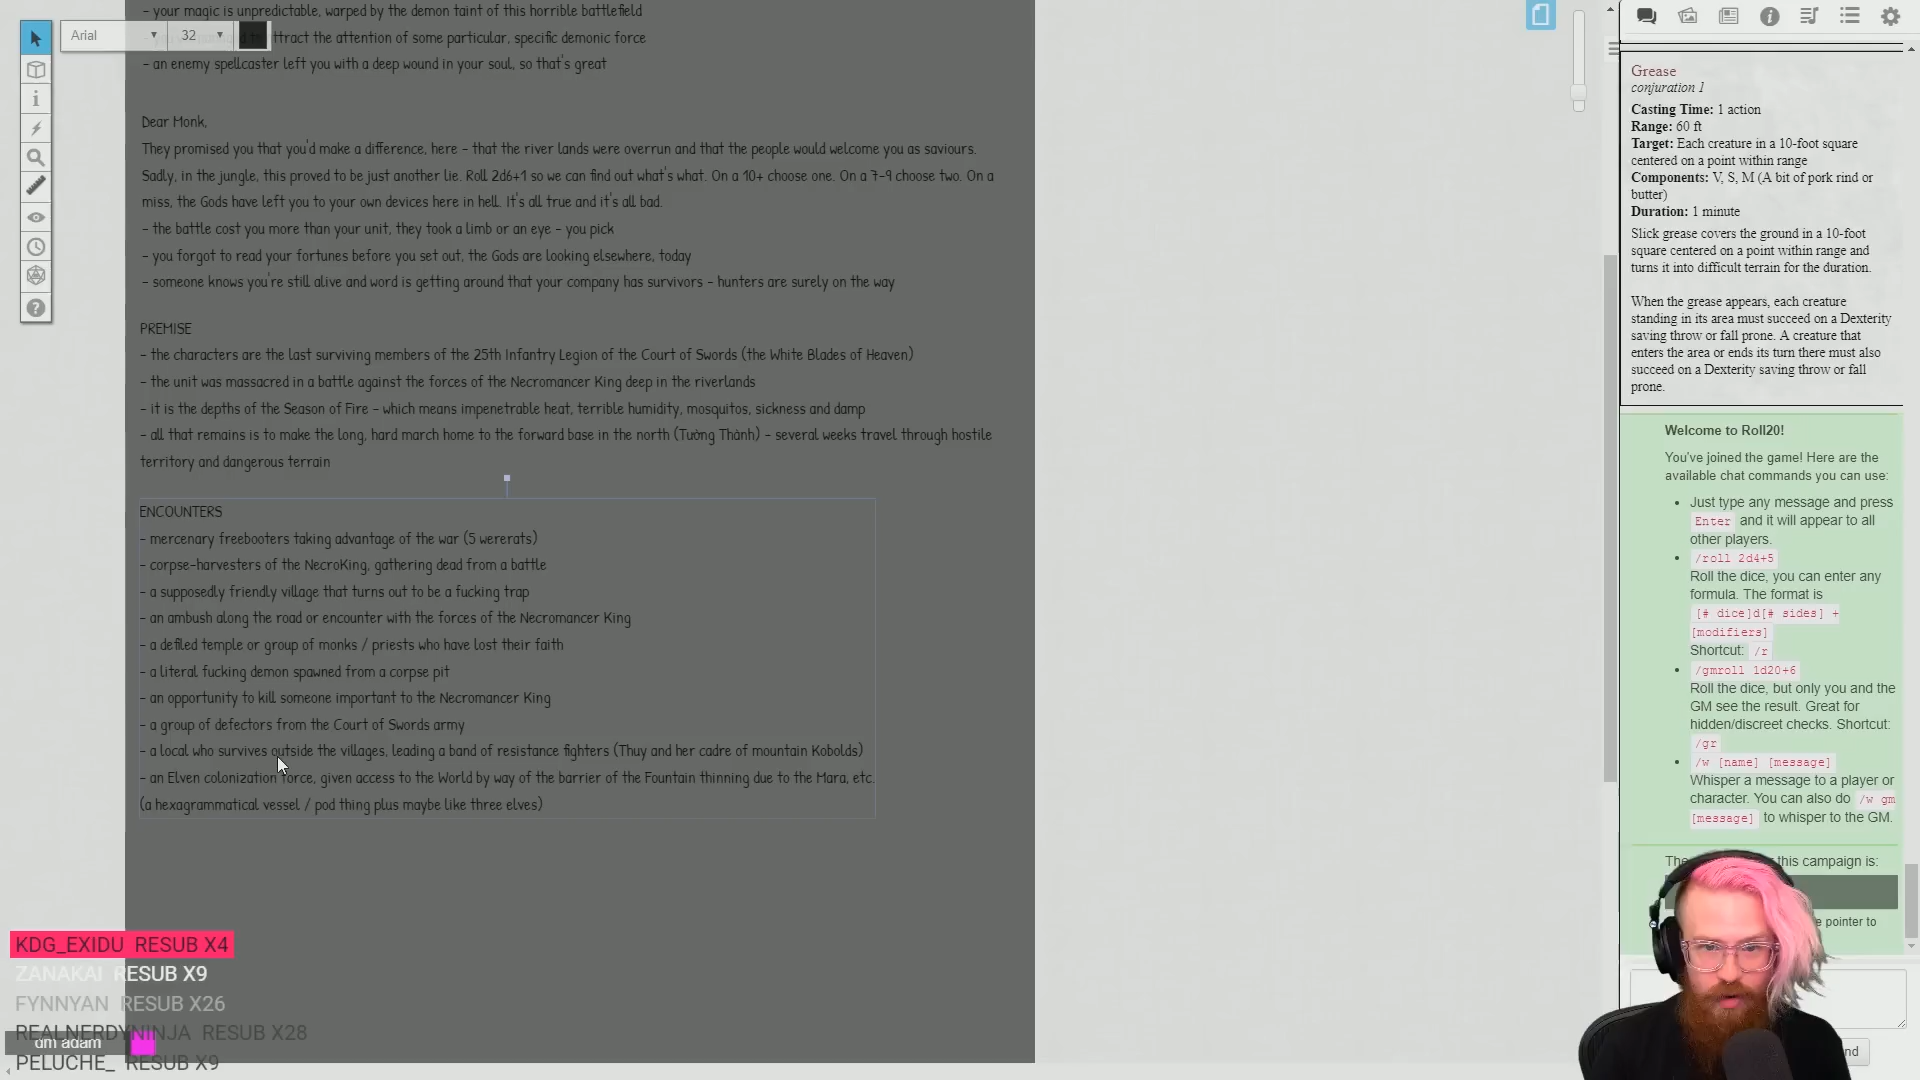 Arial
32
- your magic is unpredictable, warped by the demon taint of this horrible battlefield
attract the attention of some particular, specific demonic force
- an enemy spellcaster left you with a deep wound in your soul, so that's great
Dear Monk,
They promised you that you'd make a difference, here - that the river lands were overrun and that the people would welcome you as saviours.
Sadly, in the jungle, this proved to be just another lie. Roll 2d6+1 so we can find out what's what. On a 10+ choose one. On a 7-9 choose two. On a
miss, the Gods have left you to your own devices here in hell. It's all true and it's all bad.
- the battle cost you more than your unit, they took a limb or an eye - you pick
- you forgot to read your fortunes before you set out, the Gods are looking elsewhere, today
- someone knows you're still alive and word is getting around that your company has survivors - hunters are surely on the way
PREMISE
- the characters are the last surviving members of the 25th Infantry Legion of the Court of Swords (the White Blades of Heaven)
- the unit was massacred in a battle against the forces of the Necromancer King deep in the riverlands
- it is the depths of the Season of Fire - which means impenetrable heat, terrible humidity, mosquitos, sickness and damp
- all that remains is to make the long, hard march home to the forward base in the north (Tường Thành) - several weeks travel through hostile
territory and dangerous terrain
ENCOUNTERS
- mercenary freebooters taking advantage of the war (5 wererats)
- corpse-harvesters of the NecroKing, gathering dead from a battle
- a supposedly friendly village that turns out to be a fucking trap
- an ambush along the road or encounter with the forces of the Necromancer King
- a defiled temple or group of monks / priests who have lost their faith
- a literal fucking demon spawned from a corpse pit
- an opportunity to kill someone important to the Necromancer King
- a group of defectors from the Court of Swords army
- a local who survives outside the villages, leading a band of resistance fighters (Thuy and her cadre of mountain Kobolds)
- an Elven colonization force, given access to the World by way of the barrier of the Fountain thinning due to the Mara, etc.
(a hexagrammatical vessel / pod thing plus maybe like three elves)
KDG_EXIDU RESUB X4
ZANAKAI RESUB X9
FYNNYAN RESUB X26
REALNERDYNINJA RESUB X28
dm adam
PELUCHE_ RESUB X9
Grease
conjuration 1
Casting Time: 1 action
Range: 60 ft
Target: Each creature in a 10-foot square
centered on a point within range
Components: V, S, M (A bit of pork rind or
butter)
Duration: 1 minute
Slick grease covers the ground in a 10-foot
square centered on a point within range and
turns it into difficult terrain for the duration.
When the grease appears, each creature
standing in its area must succeed on a Dexterity
saving throw or fall prone. A creature that
enters the area or ends its turn there must also
succeed on a Dexterity saving throw or fall
prone.
Welcome to Roll20!
You've joined the game! Here are the
available chat commands you can use:
• Just type any message and press
Enter and it will appear to all
other players.
• /roll 2d4+5
Roll the dice, you can enter any
formula. The format is
[# dice]d[# sides] +
[modifiers]
Shortcut: /r
• /gmroll 1d20+6
Roll the dice, but only you and the
GM see the result. Great for
hidden/discreet checks. Shortcut:
/gr
• /w [name] [message]
Whisper a message to a player or
character. You can also do /w gm
[message] to whisper to the GM.
this campaign is:
pointer to